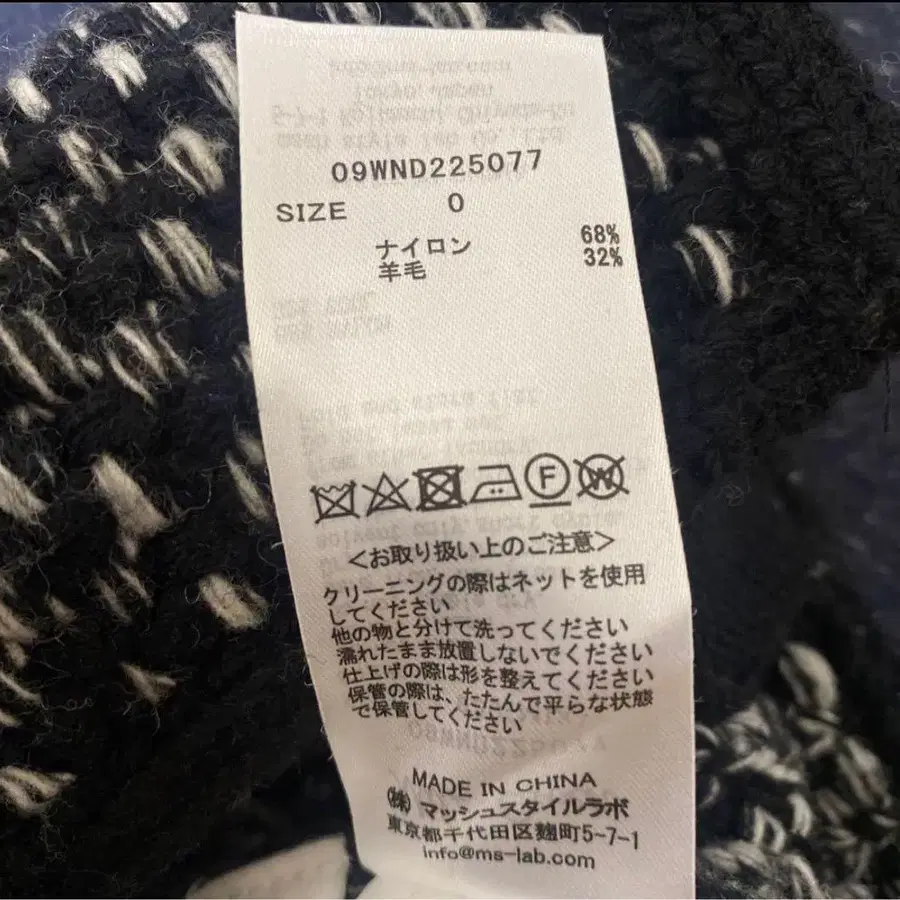 09WND225077
SIZE 0
ナイロン 68%
羊毛 32%
F W
<お取り扱い上のご注意>
クリーニングの際はネットを使用
してください
他の物と分けて洗ってください
濡れたまま放置しないでください
仕上げの際は形を整えてください
保管の際は、たたんで平らな状態
で保管してください
MADE IN CHINA
㈱マッシュスタイルラボ
東京都千代田区麹町5-7-1
info@ms-lab.com